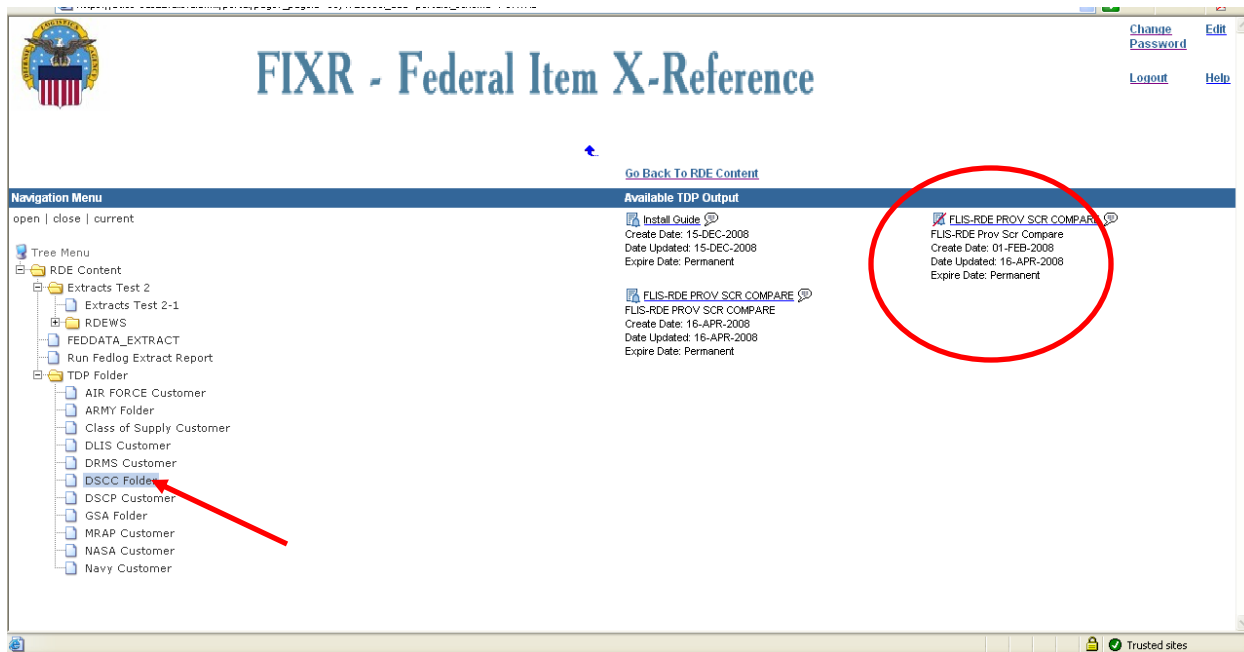 Change Password
Edit
FIXR - Federal Item X-Reference
Logout
Help
Go Back To RDE Content
Navigation Menu
Available TDP Output
open | close | current
Tree Menu
RDE Content
Extracts Test 2
Extracts Test 2-1
RDEWS
FEDDATA_EXTRACT
Run Fedlog Extract Report
TDP Folder
AIR FORCE Customer
ARMY Folder
Class of Supply Customer
DLIS Customer
DRMS Customer
DSCC Folder
DSCP Customer
GSA Folder
MRAP Customer
NASA Customer
Navy Customer
Install Guide
Create Date: 15-DEC-2008
Date Updated: 15-DEC-2008
Expire Date: Permanent
FLIS-RDE PROV SCR COMPARE
FLIS-RDE PROV SCR COMPARE
Create Date: 16-APR-2008
Date Updated: 16-APR-2008
Expire Date: Permanent
FLIS-RDE PROV SCR COMPARE
FLIS-RDE Prov Scr Compare
Create Date: 01-FEB-2008
Date Updated: 16-APR-2008
Expire Date: Permanent
Trusted sites